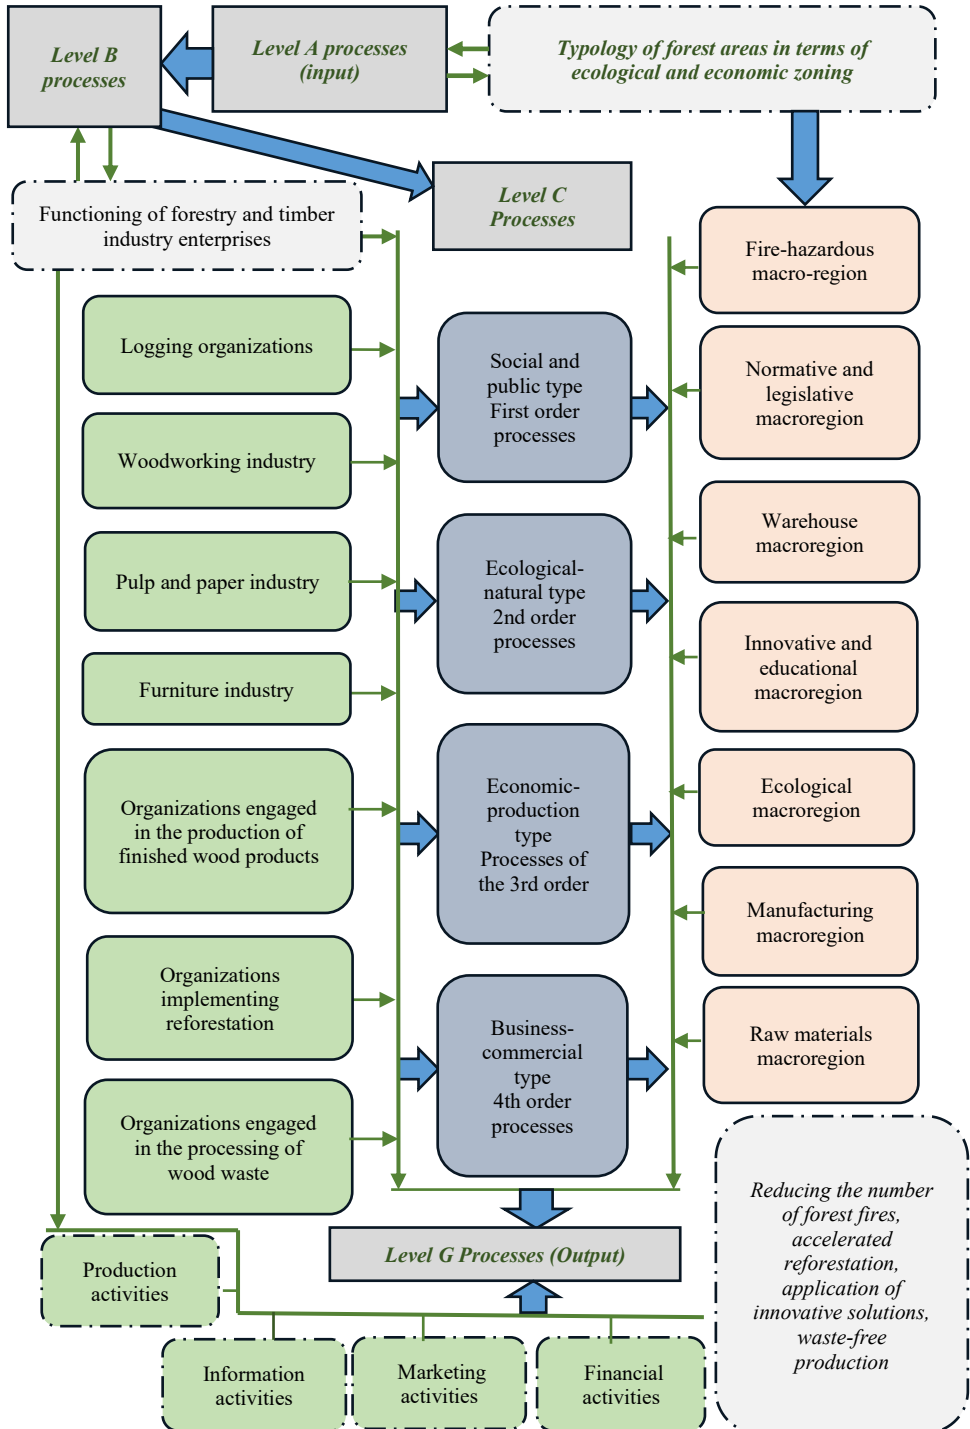 Level B
processes
Level A processes
(input)
Typology of forest areas in terms of
ecological and economic zoning
Functioning of forestry and timber
industry enterprises
Level C
Processes
Fire-hazardous
macro-region
Logging organizations
Social and
public type
First order
processes
Normative and
legislative
macroregion
Woodworking industry
Warehouse
macroregion
Pulp and paper industry
Ecological-
natural type
2nd order
processes
Innovative and
educational
macroregion
Furniture industry
Organizations engaged
in the production of
finished wood products
Economic-
production
type
Processes of
the 3rd order
Ecological
macroregion
Manufacturing
macroregion
Organizations
implementing
reforestation
Business-
commercial
type
4th order
processes
Raw materials
macroregion
Organizations engaged
in the processing of
wood waste
Reducing the number
of forest fires,
accelerated
reforestation,
application of
innovative solutions,
waste-free
production
Level G Processes (Output)
Production
activities
Information
activities
Marketing
activities
Financial
activities